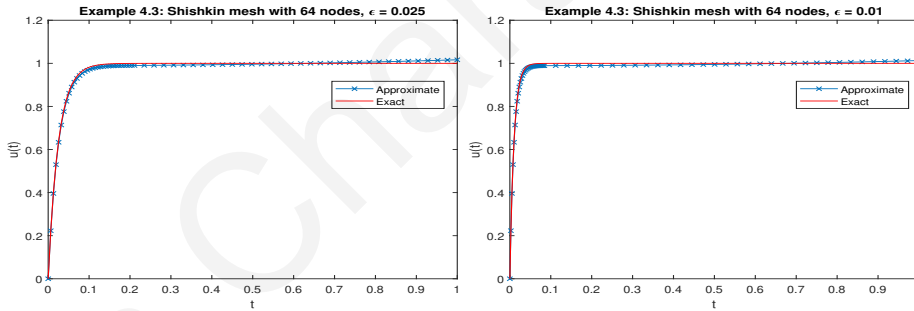 Example 4.3: Shishkin mesh with 64 nodes, ϵ = 0.025
1.2
1
0.8
0.6
0.4
0.2
0
u(t)
Approximate
Exact
0 0.1 0.2 0.3 0.4 0.5 0.6 0.7 0.8 0.9 1
t
Example 4.3: Shishkin mesh with 64 nodes, ϵ = 0.01
1.2
1
0.8
0.6
0.4
0.2
0
u(t)
Approximate
Exact
0 0.1 0.2 0.3 0.4 0.5 0.6 0.7 0.8 0.9
t